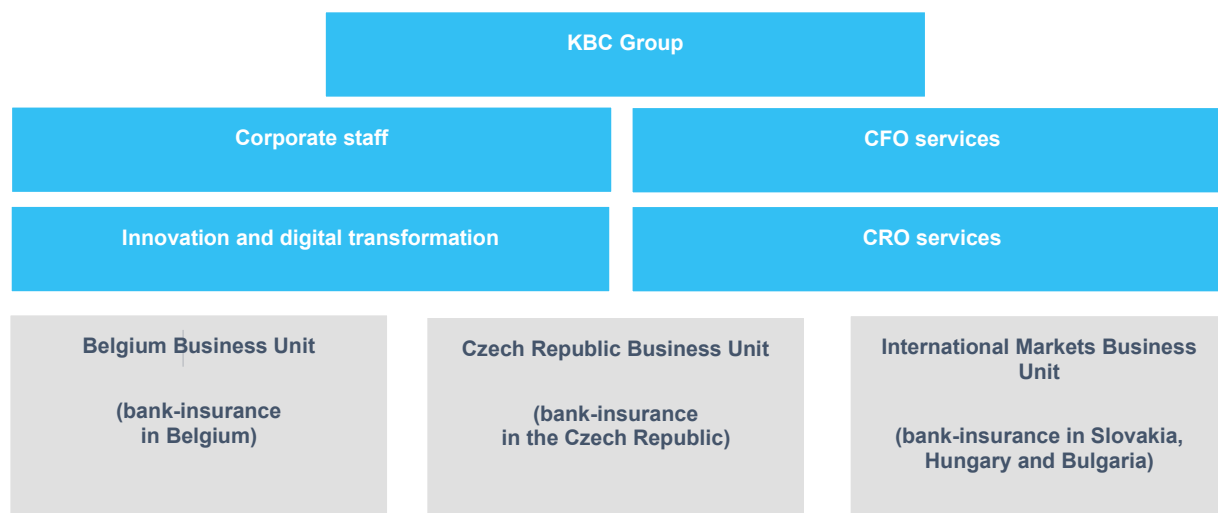 KBC Group
Corporate staff
CFO services
Innovation and digital transformation
CRO services
Belgium Business Unit
(bank-insurance
in Belgium)
Czech Republic Business Unit
(bank-insurance
in the Czech Republic)
International Markets Business
Unit
(bank-insurance in Slovakia,
Hungary and Bulgaria)